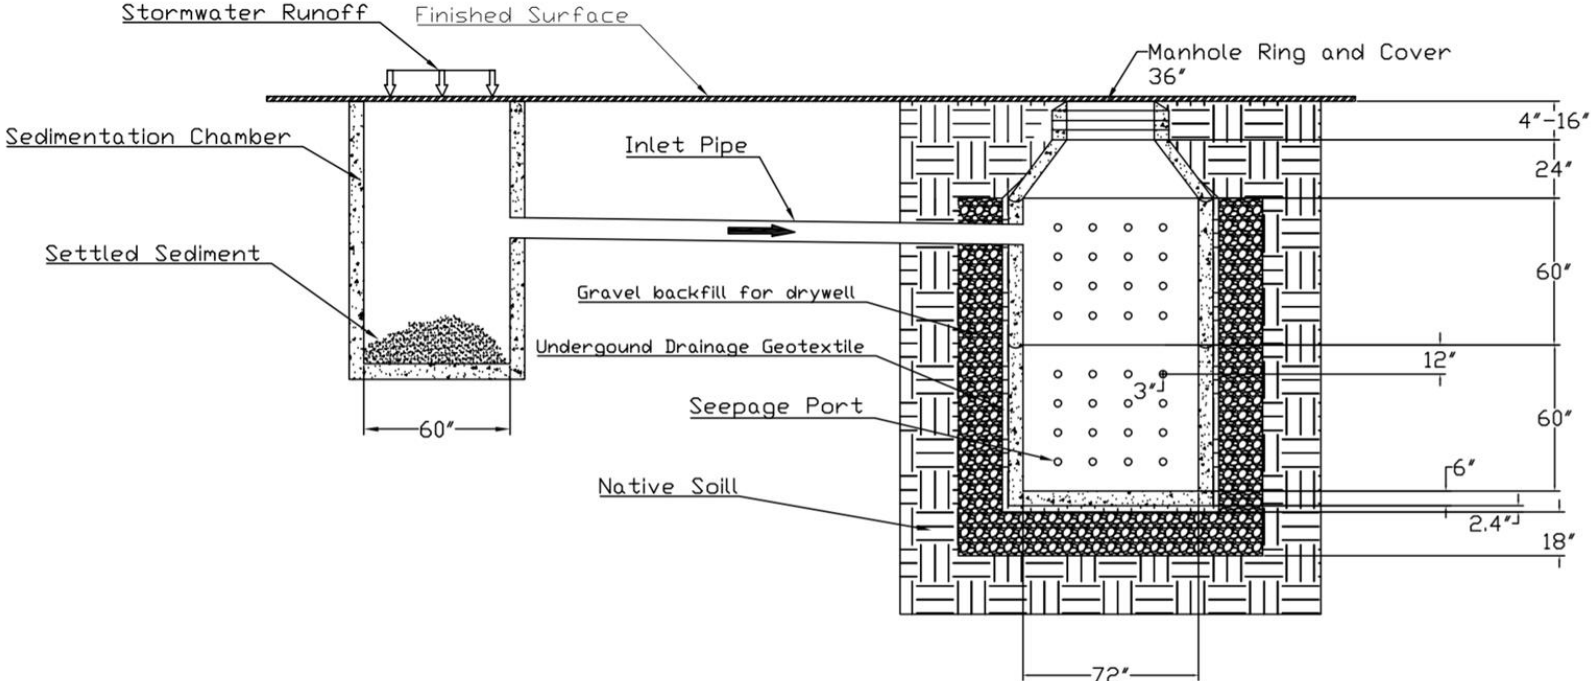 Stormwater Runoff
Finished Surface
Manhole Ring and Cover
36"
4"-16"
Sedimentation Chamber
Inlet Pipe
24"
Settled Sediment
60"
Gravel backfill for drywell
Undergound Drainage Geotextile
12"
3"
Seepage Port
60"
60"
6"
Native Soill
2.4"
18"
72"